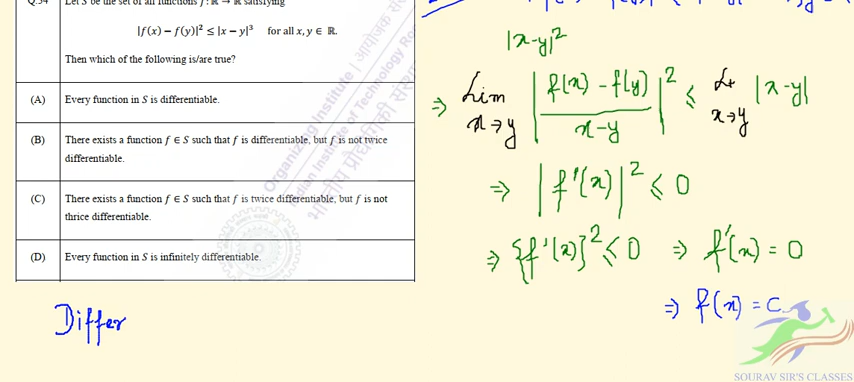 Let S be the set of all functions f: ℝ → ℝ satisfying
|f(x) − f(y)|² ≤ |x − y|³ for all x, y ∈ ℝ.
Then which of the following is/are true?
(A) Every function in S is differentiable.
(B) There exists a function f ∈ S such that f is differentiable, but f is not twice
differentiable.
(C) There exists a function f ∈ S such that f is twice differentiable, but f is not
thrice differentiable.
(D) Every function in S is infinitely differentiable.
Differ
|x-y|²
⇒ Lim x→y |f(x) - f(y) / x-y|² ≤ Lt x→y |x-y|
⇒ |f'(x)|² ≤ 0
⇒ {f'(x)}² ≤ 0 ⇒ f'(x) = 0
⇒ f(x) = C
SOURAV SIR'S CLASSES